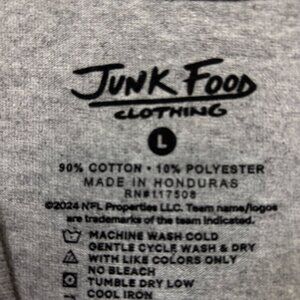 JUNK FOOD
CLOTHING
L
90% COTTON • 10% POLYESTER
MADE IN HONDURAS
RN#117508
©2024 NFL Properties LLC. Team name/logos
are trademarks of the team indicated.
MACHINE WASH COLD
GENTLE CYCLE WASH & DRY
WITH LIKE COLORS ONLY
NO BLEACH
TUMBLE DRY LOW
COOL IRON